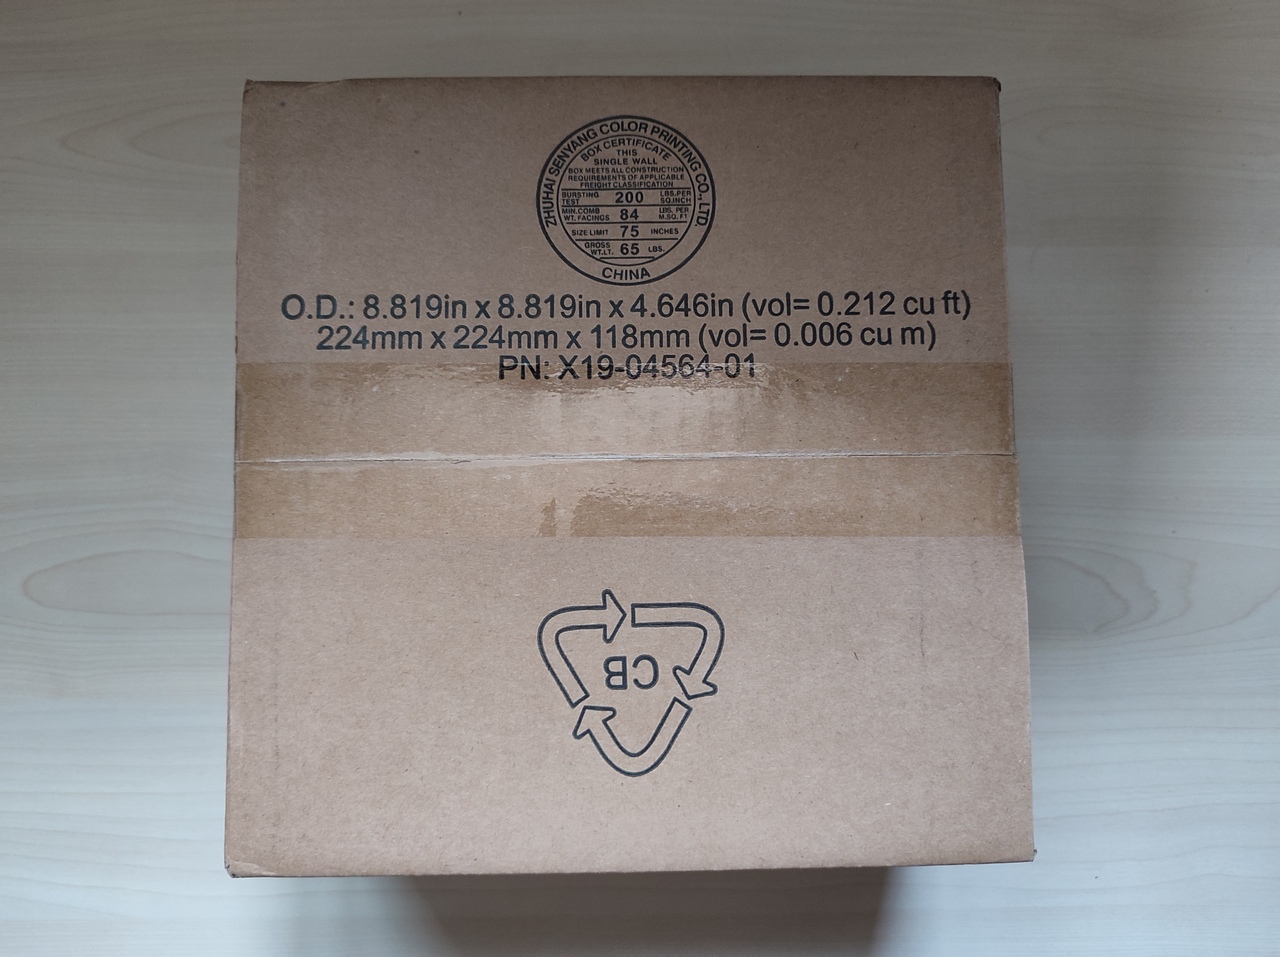 ZHUHAI SENYANG COLOR PRINTING CO., LTD.
BOX CERTIFICATE
THIS
SINGLE WALL
BOX MEETS ALL CONSTRUCTION
REQUIREMENTS OF APPLICABLE
FREIGHT CLASSIFICATION
BURSTING TEST 200 LBS.PER SQ.INCH
MIN.COMB WT. FACINGS 84 LBS. PER M.SQ.FT
SIZE LIMIT 75 INCHES
GROSS WT.LT. 65 LBS.
CHINA
O.D.: 8.819in x 8.819in x 4.646in (vol= 0.212 cu ft)
224mm x 224mm x 118mm (vol= 0.006 cu m)
PN: X19-04564-01
CB